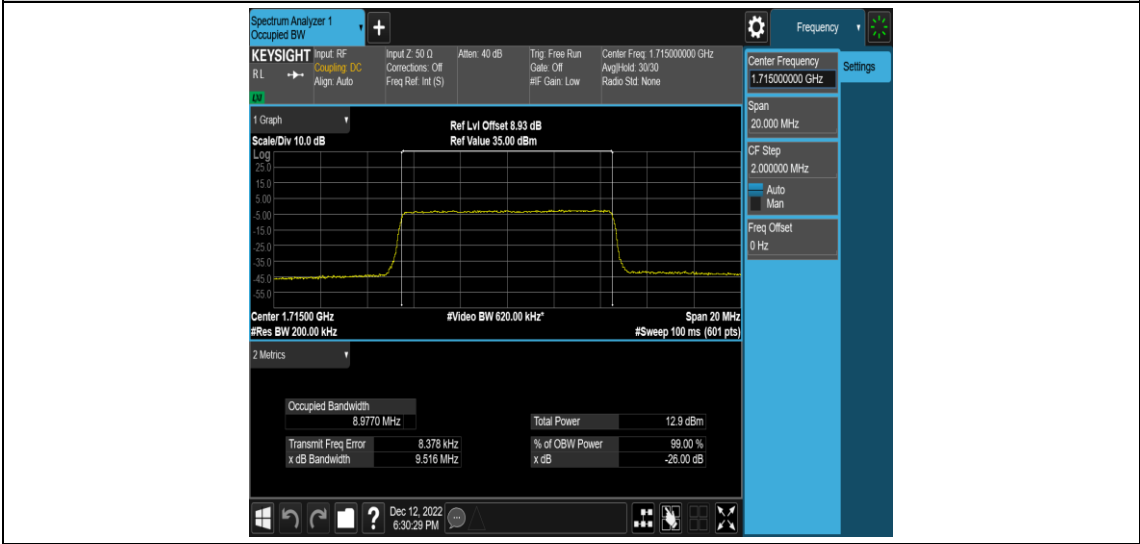 Spectrum Analyzer 1
Occupied BW
+
Frequency
KEYSIGHT
RL
LW
Input: RF
Coupling: DC
Align: Auto
Input Z: 50 Ω
Corrections: Off
Freq Ref: Int (S)
Atten: 40 dB
Trig: Free Run
Gate: Off
#IF Gain: Low
Center Freq: 1.715000000 GHz
Avg|Hold: 30/30
Radio Std: None
Center Frequency
1.715000000 GHz
Settings
Span
20.000 MHz
CF Step
2.000000 MHz
Auto
Man
Freq Offset
0 Hz
1 Graph
Scale/Div 10.0 dB
Ref Lvl Offset 8.93 dB
Ref Value 35.00 dBm
Log
25.0
15.0
5.00
-5.00
-15.0
-25.0
-35.0
-45.0
-55.0
Center 1.71500 GHz
#Video BW 620.00 kHz*
Span 20 MHz
#Res BW 200.00 kHz
#Sweep 100 ms (601 pts)
2 Metrics
Occupied Bandwidth
8.9770 MHz
Total Power 12.9 dBm
Transmit Freq Error 8.378 kHz
% of OBW Power 99.00 %
x dB Bandwidth 9.516 MHz
x dB -26.00 dB
?
Dec 12, 2022
6:30:29 PM